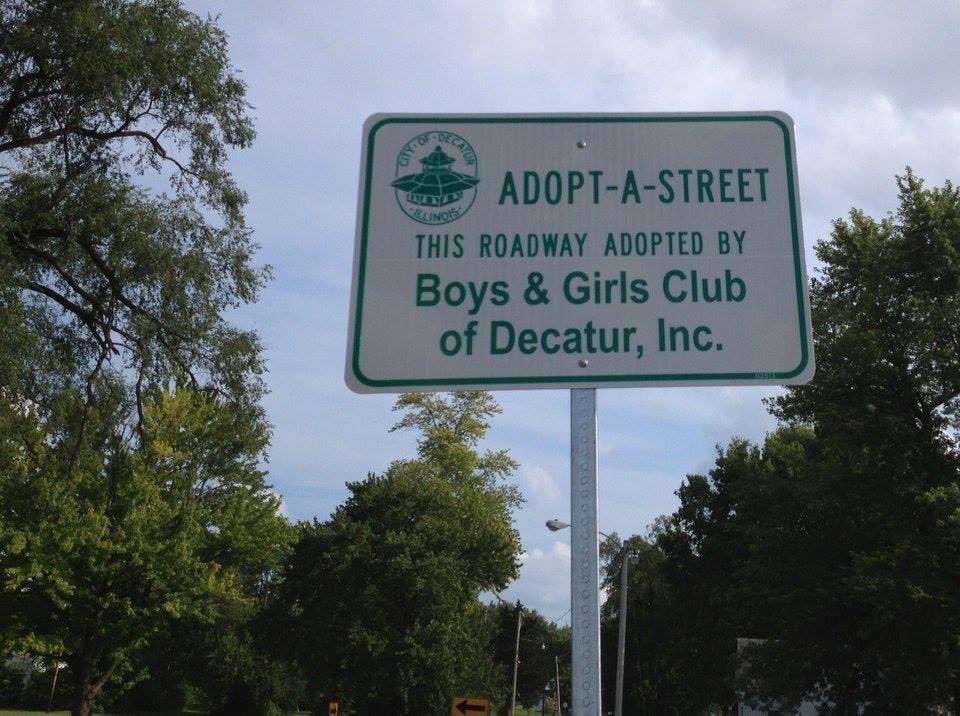 CITY·OF·DECATUR
·ILLINOIS·
ADOPT-A-STREET
THIS ROADWAY ADOPTED BY
Boys & Girls Club
of Decatur, Inc.